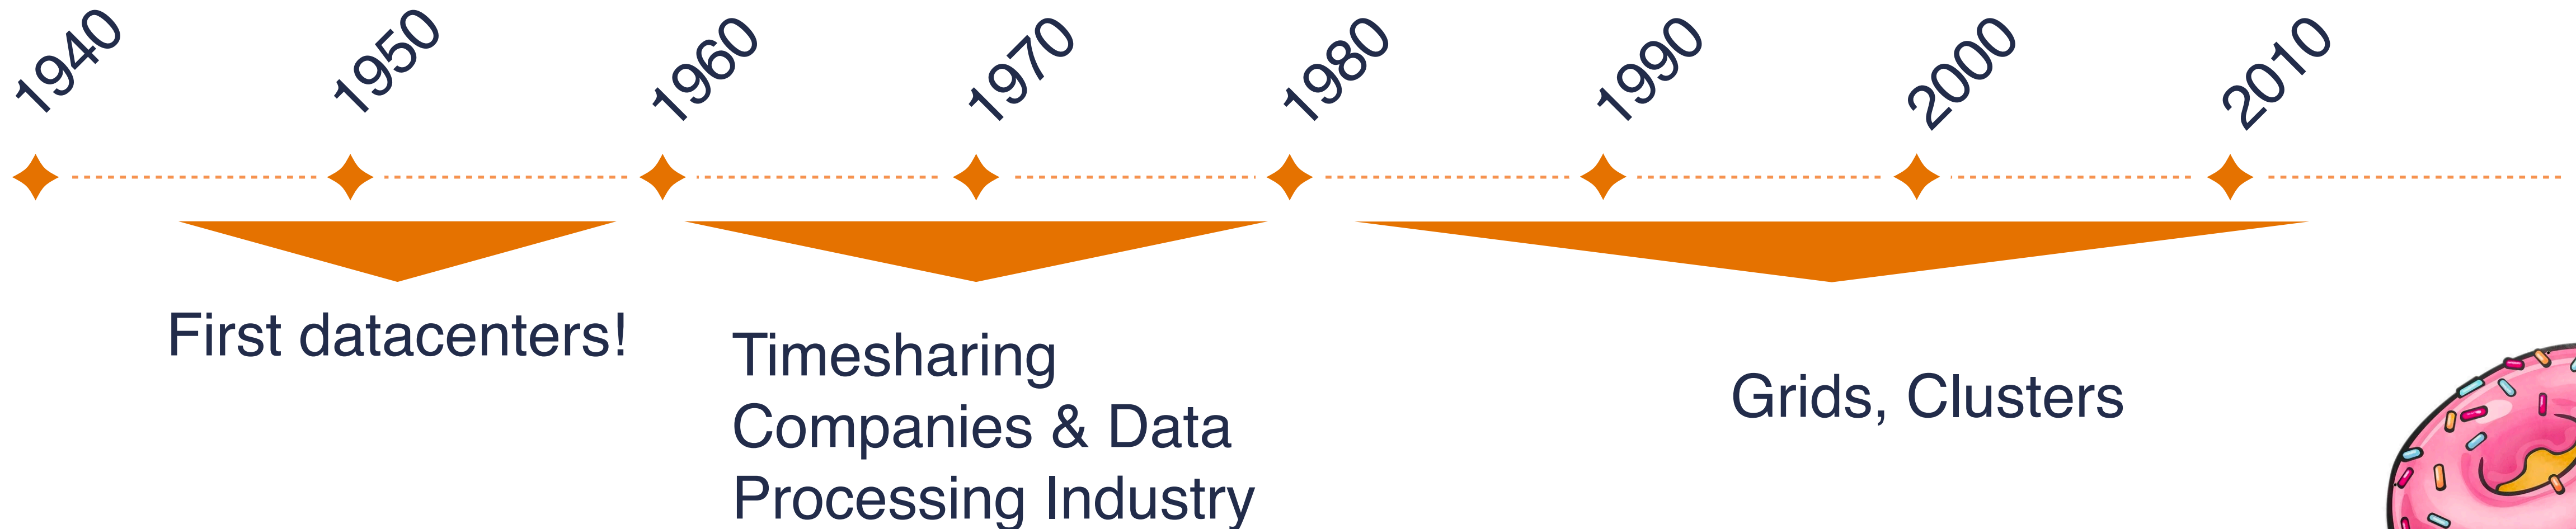 1940
1950
1960
1970
1980
1990
2000
2010
First datacenters!
Timesharing
Companies & Data
Processing Industry
Grids, Clusters